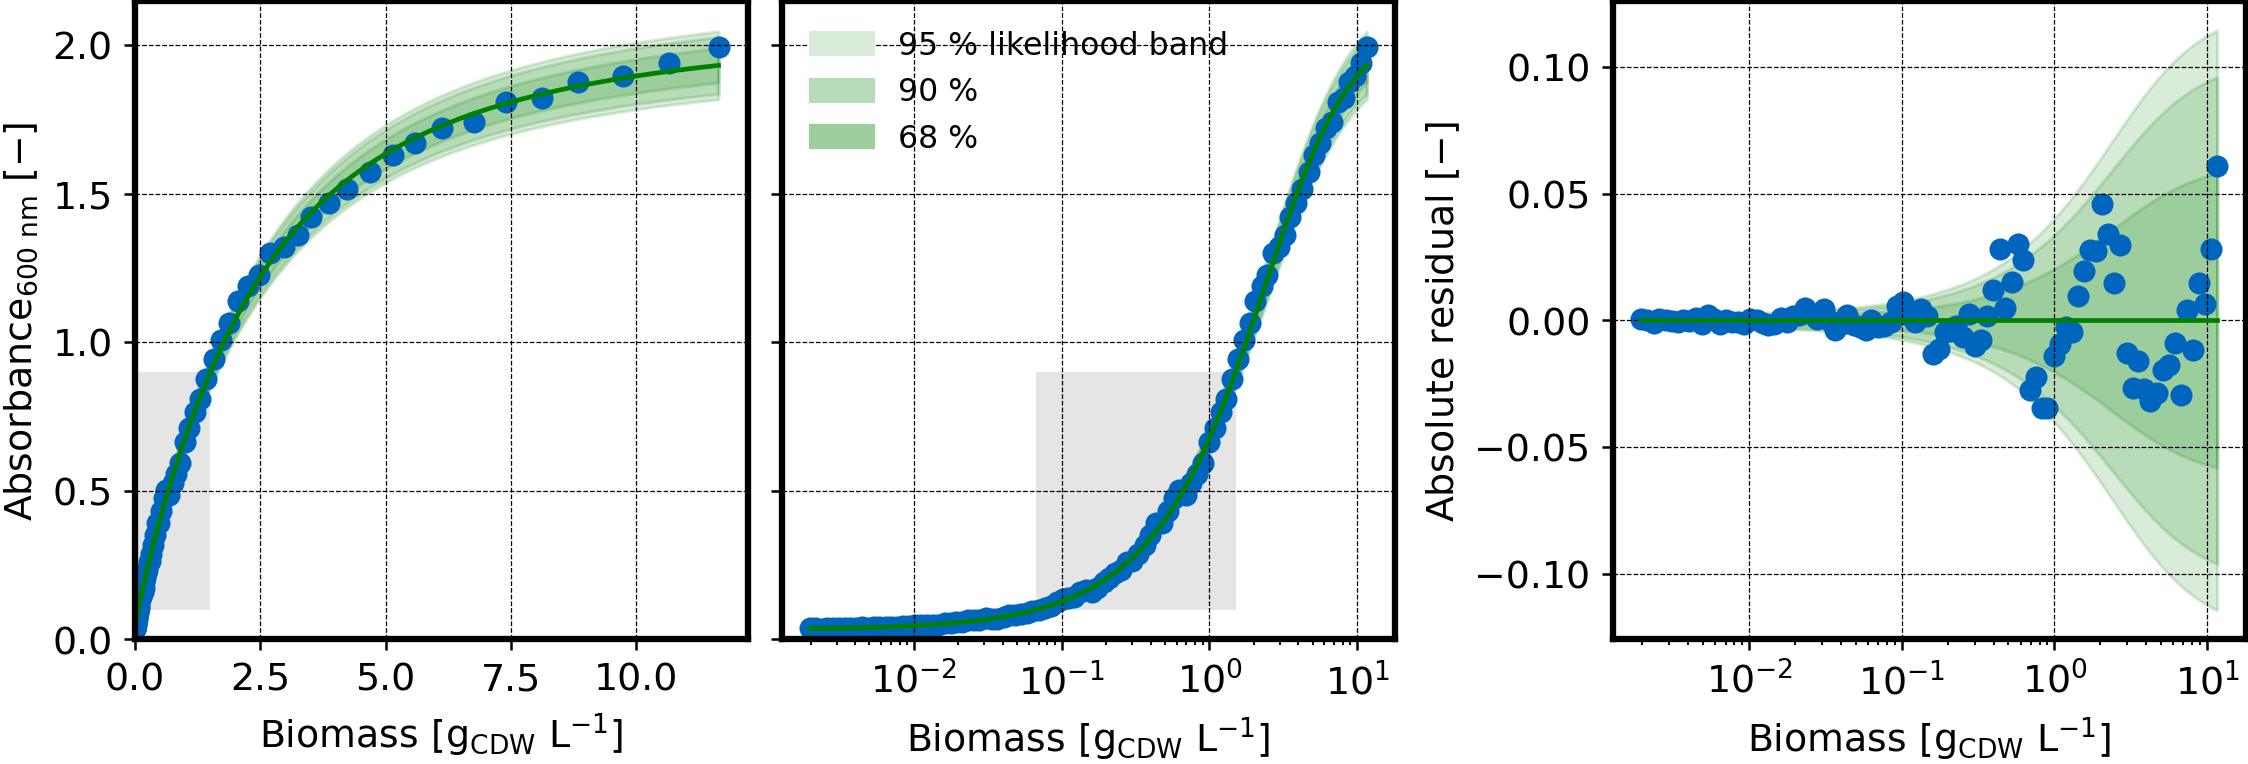 Absorbance600 nm [−]
2.0
1.5
1.0
0.5
0.0
0.0 2.5 5.0 7.5 10.0
Biomass [gCDW L⁻¹]
95 % likelihood band
90 %
68 %
10⁻² 10⁻¹ 10⁰ 10¹
Biomass [gCDW L⁻¹]
Absolute residual [−]
0.10
0.05
0.00
−0.05
−0.10
10⁻² 10⁻¹ 10⁰ 10¹
Biomass [gCDW L⁻¹]